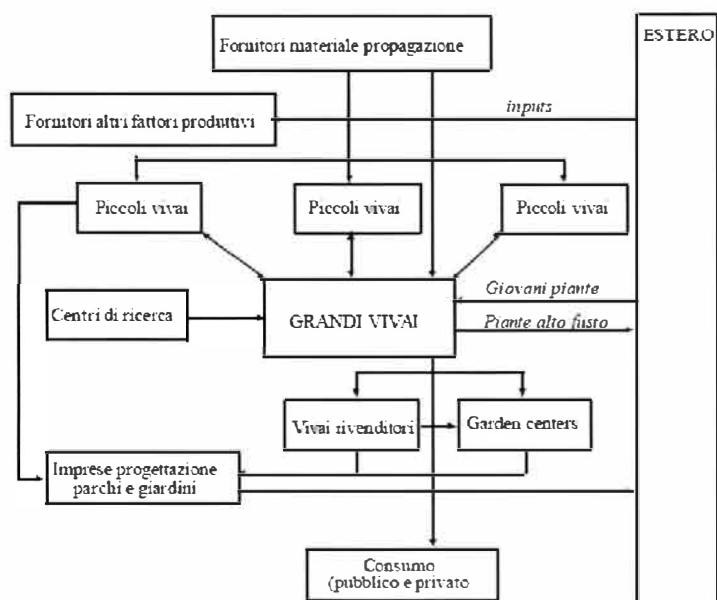 Fornitori materiale propagazione
ESTERO
inputs
Fornitori altri fattori produttivi
Piccoli vivai
Piccoli vivai
Piccoli vivai
Giovani piante
Centri di ricerca
GRANDI VIVAI
Piante alto fusto
Vivai rivenditori
Garden centers
Imprese progettazione
parchi e giardini
Consumo
(pubblico e privato